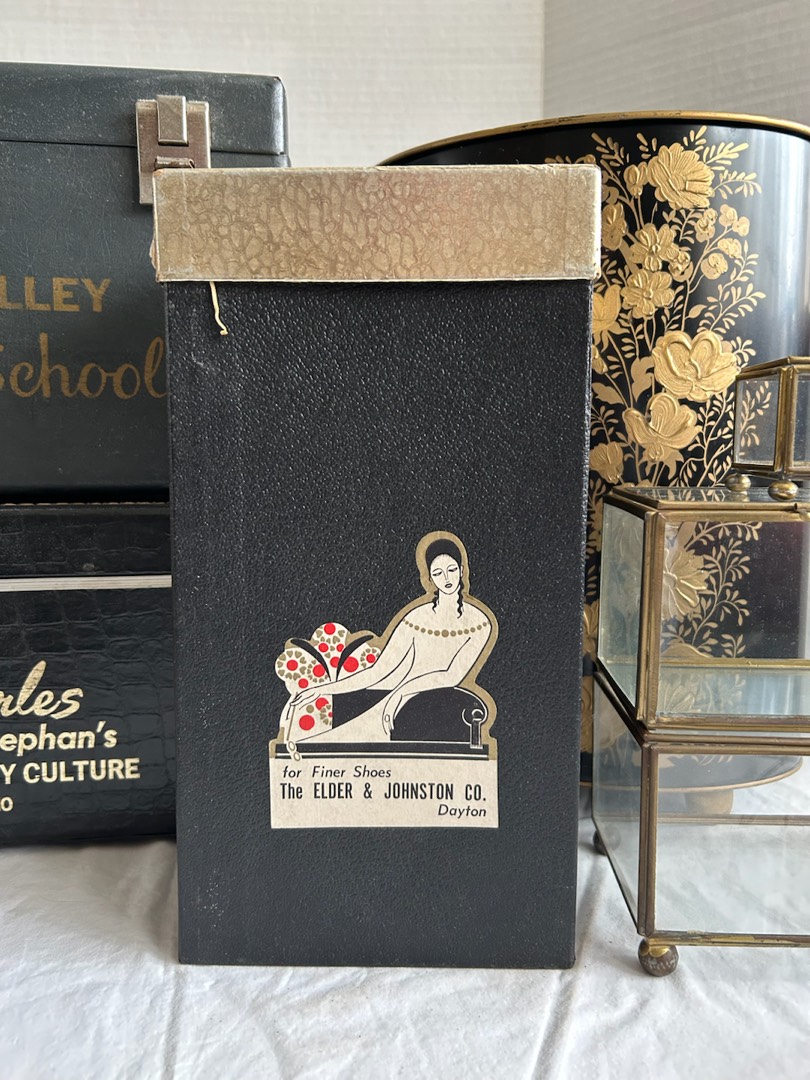 LLEY
School
rles
ephan's
Y CULTURE
O
for Finer Shoes
The ELDER & JOHNSTON CO.
Dayton